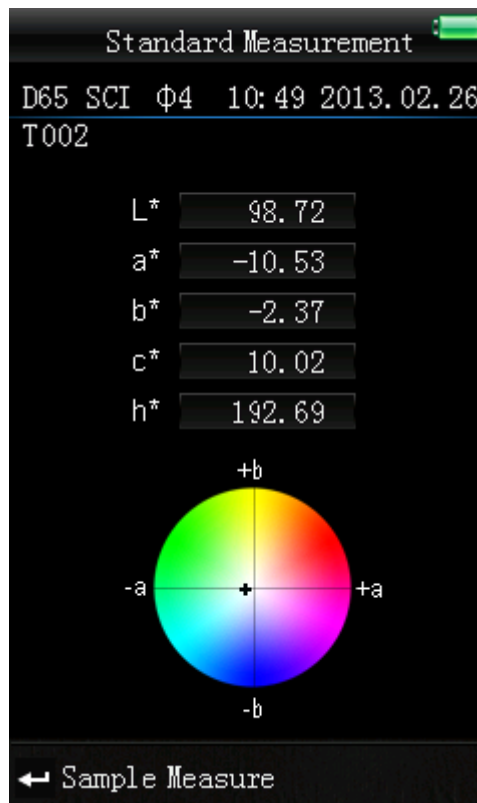 Standard Measurement
D65 SCI Φ4 10:49 2013.02.26
T002
L* 98.72
a* -10.53
b* -2.37
c* 10.02
h* 192.69
+b
-a +a
-b
Sample Measure